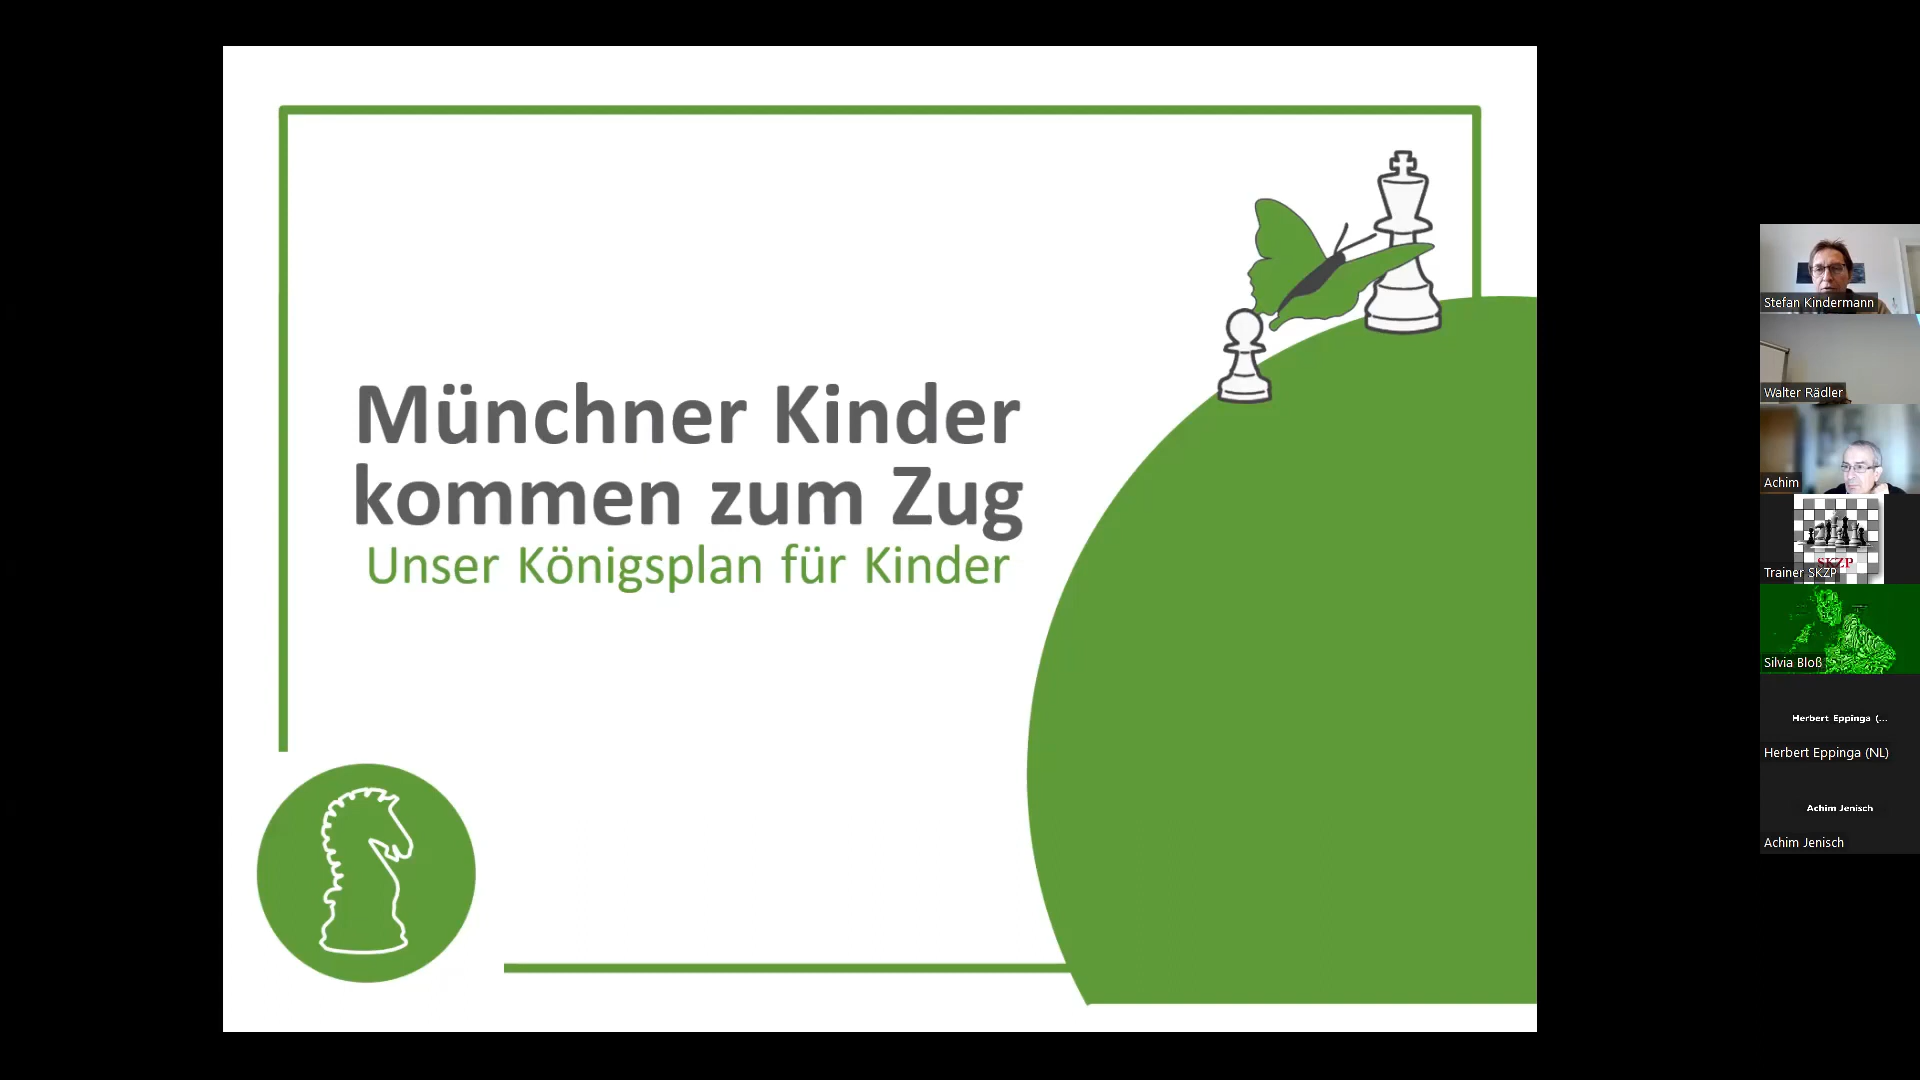 Münchner Kinder
kommen zum Zug
Unser Königsplan für Kinder
Stefan Kindermann
Walter Rädler
Achim
SKZP
Trainer SKZP
Silvia Bloß
Herbert Eppinga (...
Herbert Eppinga (NL)
Achim Jenisch
Achim Jenisch